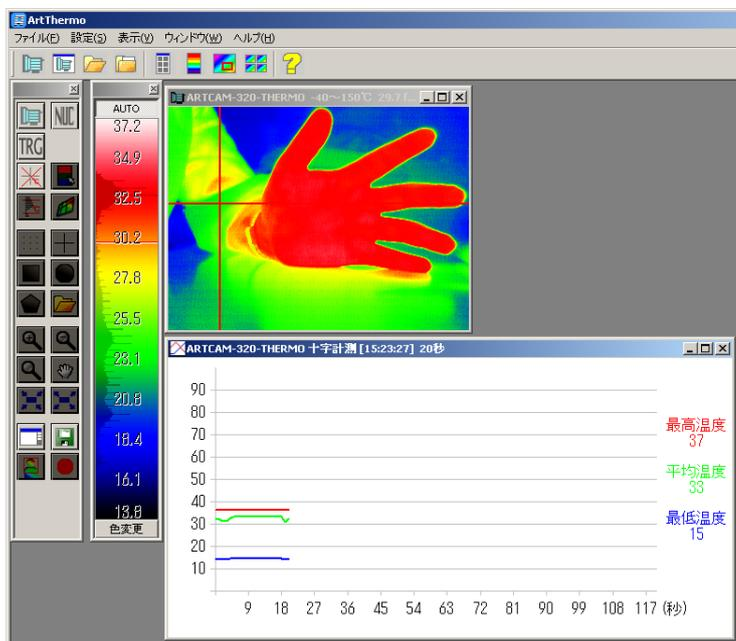 ArtThermo
ファイル(F) 設定(S) 表示(V) ウィンドウ(W) ヘルプ(H)
NUC
TRG
AUTO
37.2
34.9
32.5
30.2
27.8
25.5
23.1
20.8
18.4
16.1
13.8
色変更
ARTCAM-320-THERMO -40～150℃ 29.7 f...
ARTCAM-320-THERMO 十字計測 [15:23:27] 20秒
90
80
70
60
50
40
30
20
10
9 18 27 36 45 54 63 72 81 90 99 108 117 (秒)
最高温度
37
平均温度
33
最低温度
15